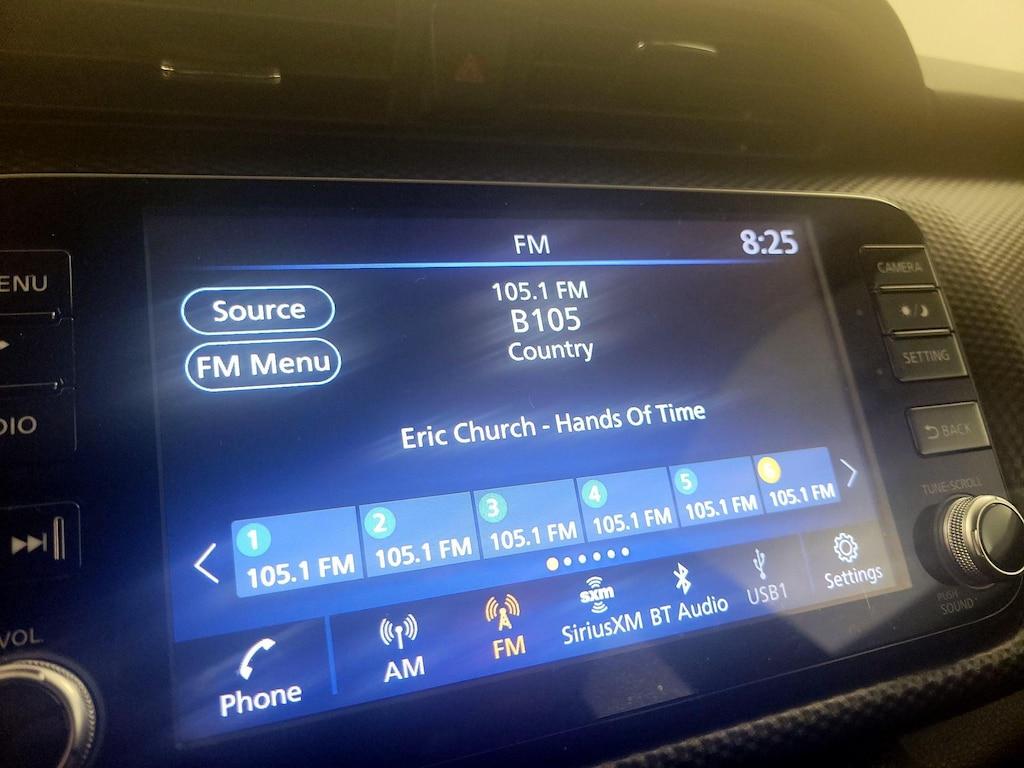 FM
8:25
Source
FM Menu
105.1 FM
B105
Country
Eric Church - Hands Of Time
1
105.1 FM
2
105.1 FM
3
105.1 FM
4
105.1 FM
5
105.1 FM
6
105.1 FM
Phone
AM
FM
sxm
SiriusXM
BT Audio
USB1
Settings
ENU
DIO
VOL
CAMERA
SETTING
BACK
TUNE·SCROLL
PUSH
SOUND